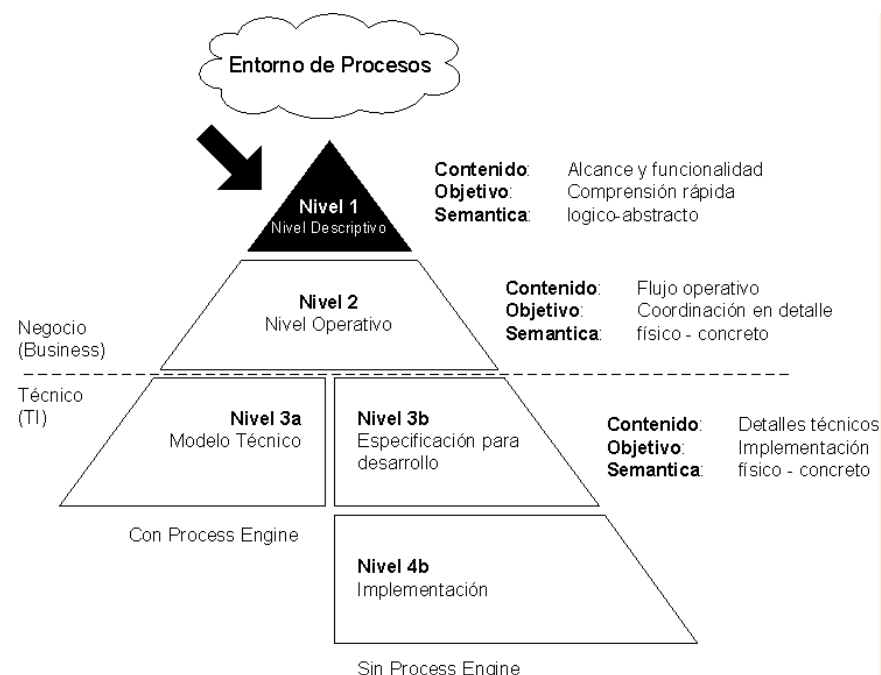 Entorno de Procesos
Nivel 1
Nivel Descriptivo
Contenido: Alcance y funcionalidad
Objetivo: Comprensión rápida
Semantica: logico-abstracto
Nivel 2
Nivel Operativo
Contenido: Flujo operativo
Objetivo: Coordinación en detalle
Semantica: físico - concreto
Negocio
(Business)
Técnico
(TI)
Nivel 3a
Modelo Técnico
Nivel 3b
Especificación para
desarrollo
Contenido: Detalles técnicos
Objetivo: Implementación
Semantica: físico - concreto
Con Process Engine
Nivel 4b
Implementación
Sin Process Engine